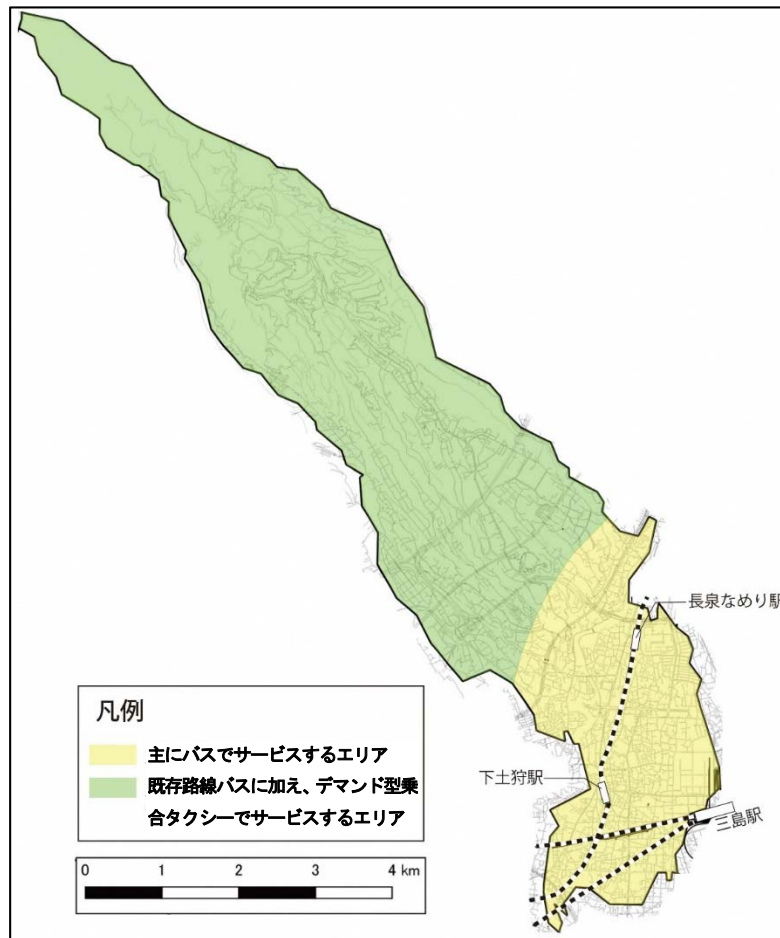 長泉なめり駅
下土狩駅
三島駅
凡例
主にバスでサービスするエリア
既存路線バスに加え、デマンド型乗
合タクシーでサービスするエリア
0 1 2 3 4 km